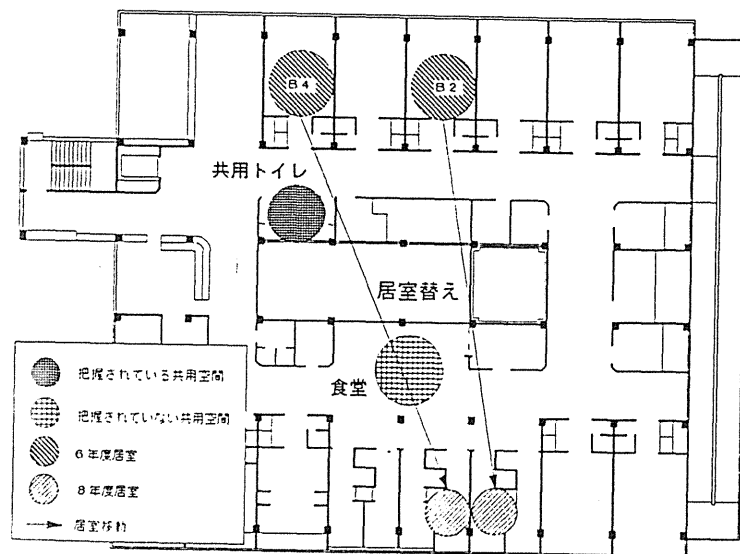 B4
B2
共用トイレ
居室替え
食堂
把握されている共用空間
把握されていない共用空間
6年度居室
8年度居室
居室移動